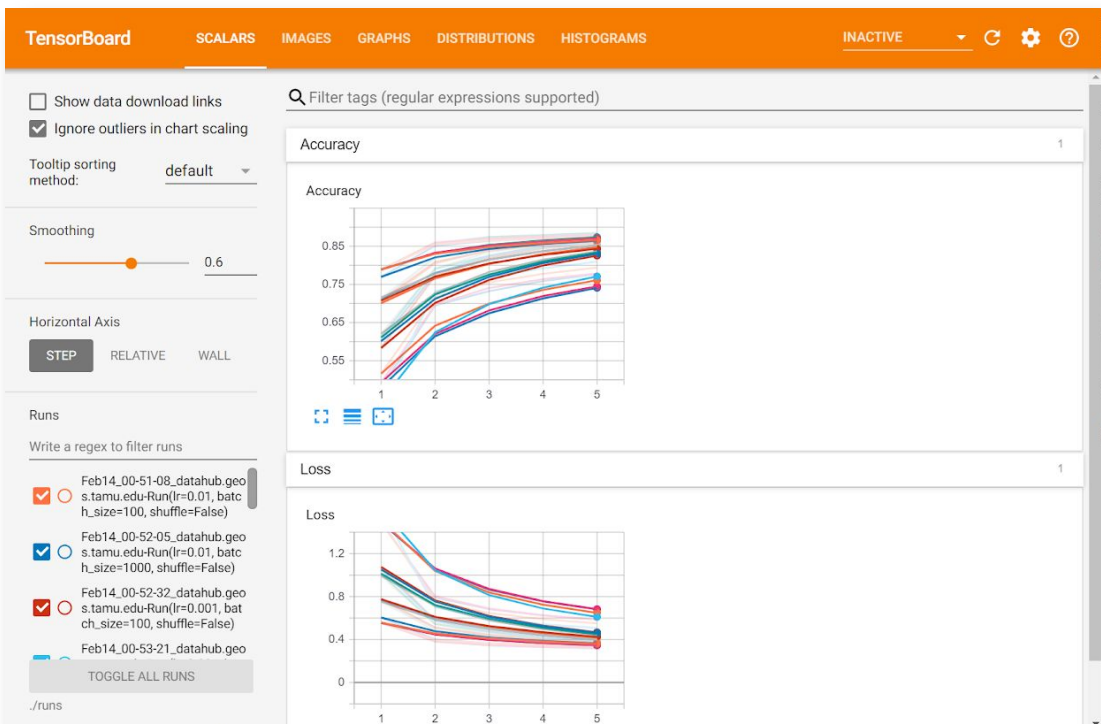 TensorBoard SCALARS IMAGES GRAPHS DISTRIBUTIONS HISTOGRAMS INACTIVE
Show data download links
Ignore outliers in chart scaling
Tooltip sorting
method:
default
Smoothing
0.6
Horizontal Axis
STEP RELATIVE WALL
Runs
Write a regex to filter runs
Feb14_00-51-08_datahub.geo
s.tamu.edu-Run(lr=0.01, batc
h_size=100, shuffle=False)
Feb14_00-52-05_datahub.geo
s.tamu.edu-Run(lr=0.01, batc
h_size=1000, shuffle=False)
Feb14_00-52-32_datahub.geo
s.tamu.edu-Run(lr=0.001, bat
ch_size=100, shuffle=False)
Feb14_00-53-21_datahub.geo
TOGGLE ALL RUNS
./runs
Filter tags (regular expressions supported)
Accuracy 1
Accuracy
0.85
0.75
0.65
0.55
1 2 3 4 5
Loss 1
Loss
1.2
0.8
0.4
0
1 2 3 4 5